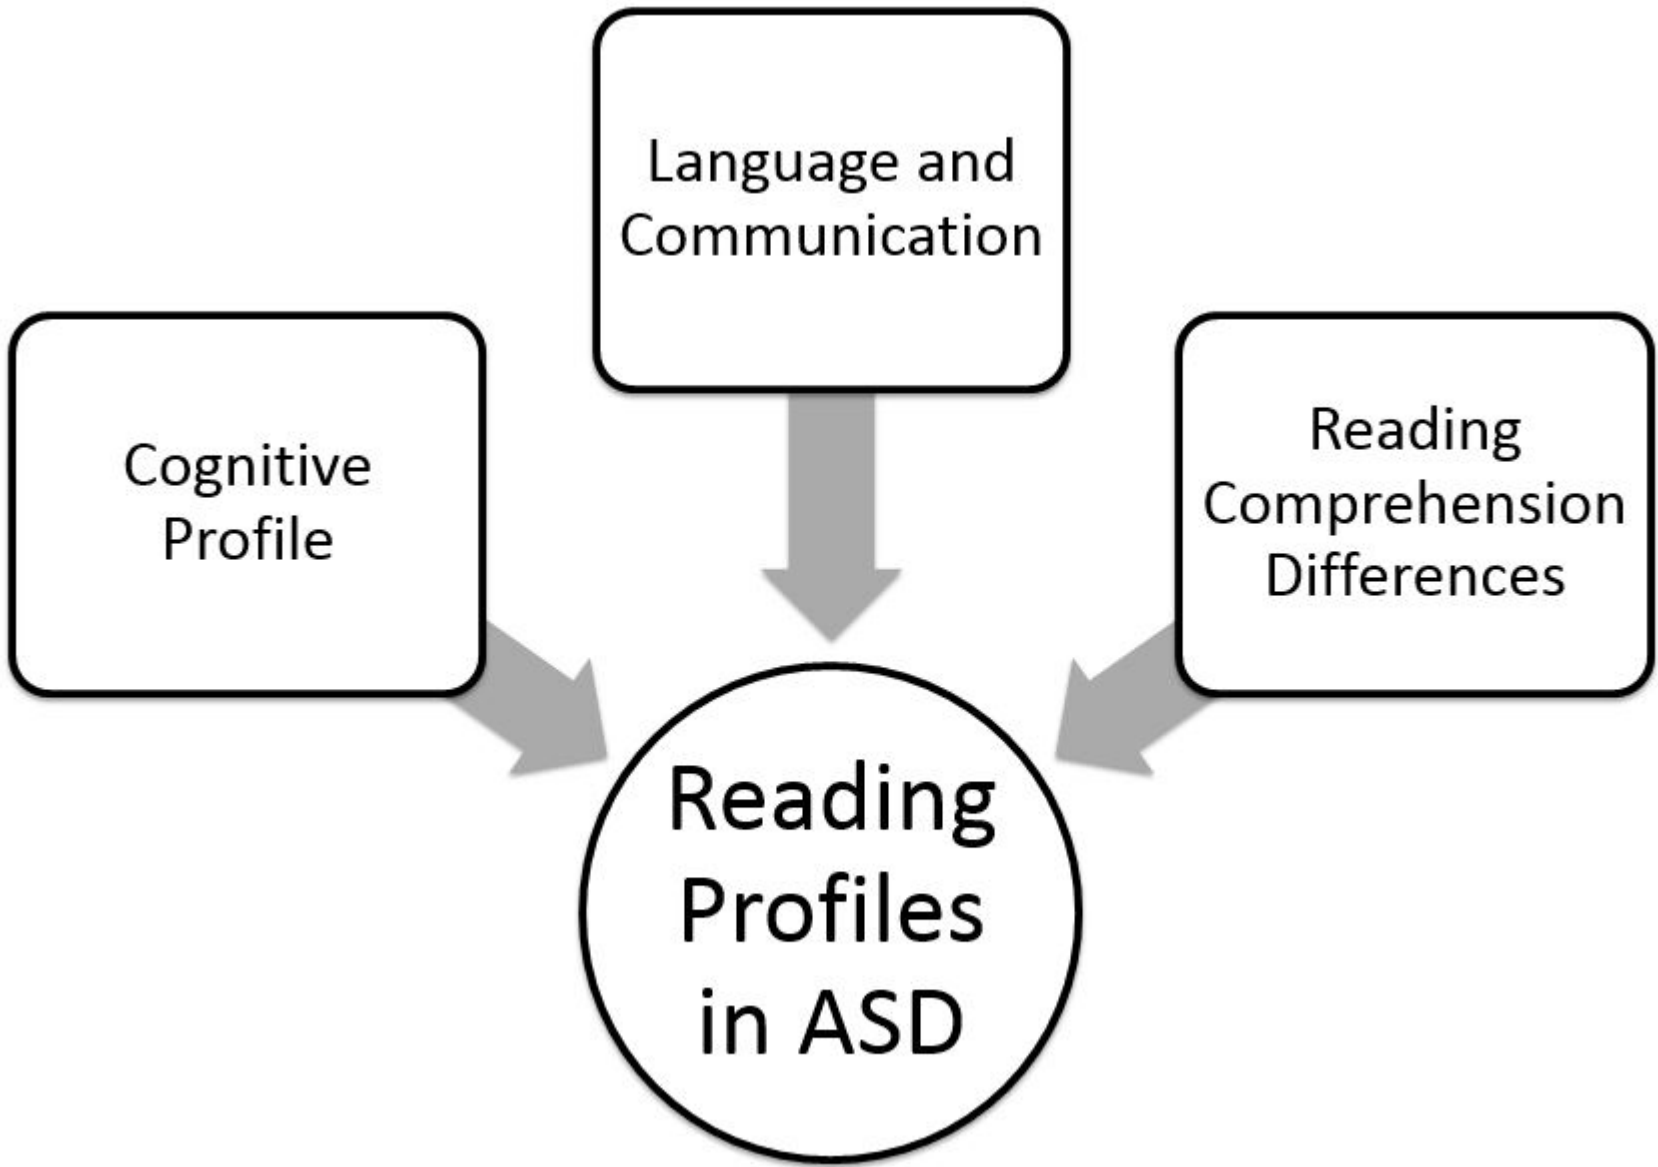 Language and
Communication
Cognitive
Profile
Reading
Comprehension
Differences
Reading
Profiles
in ASD